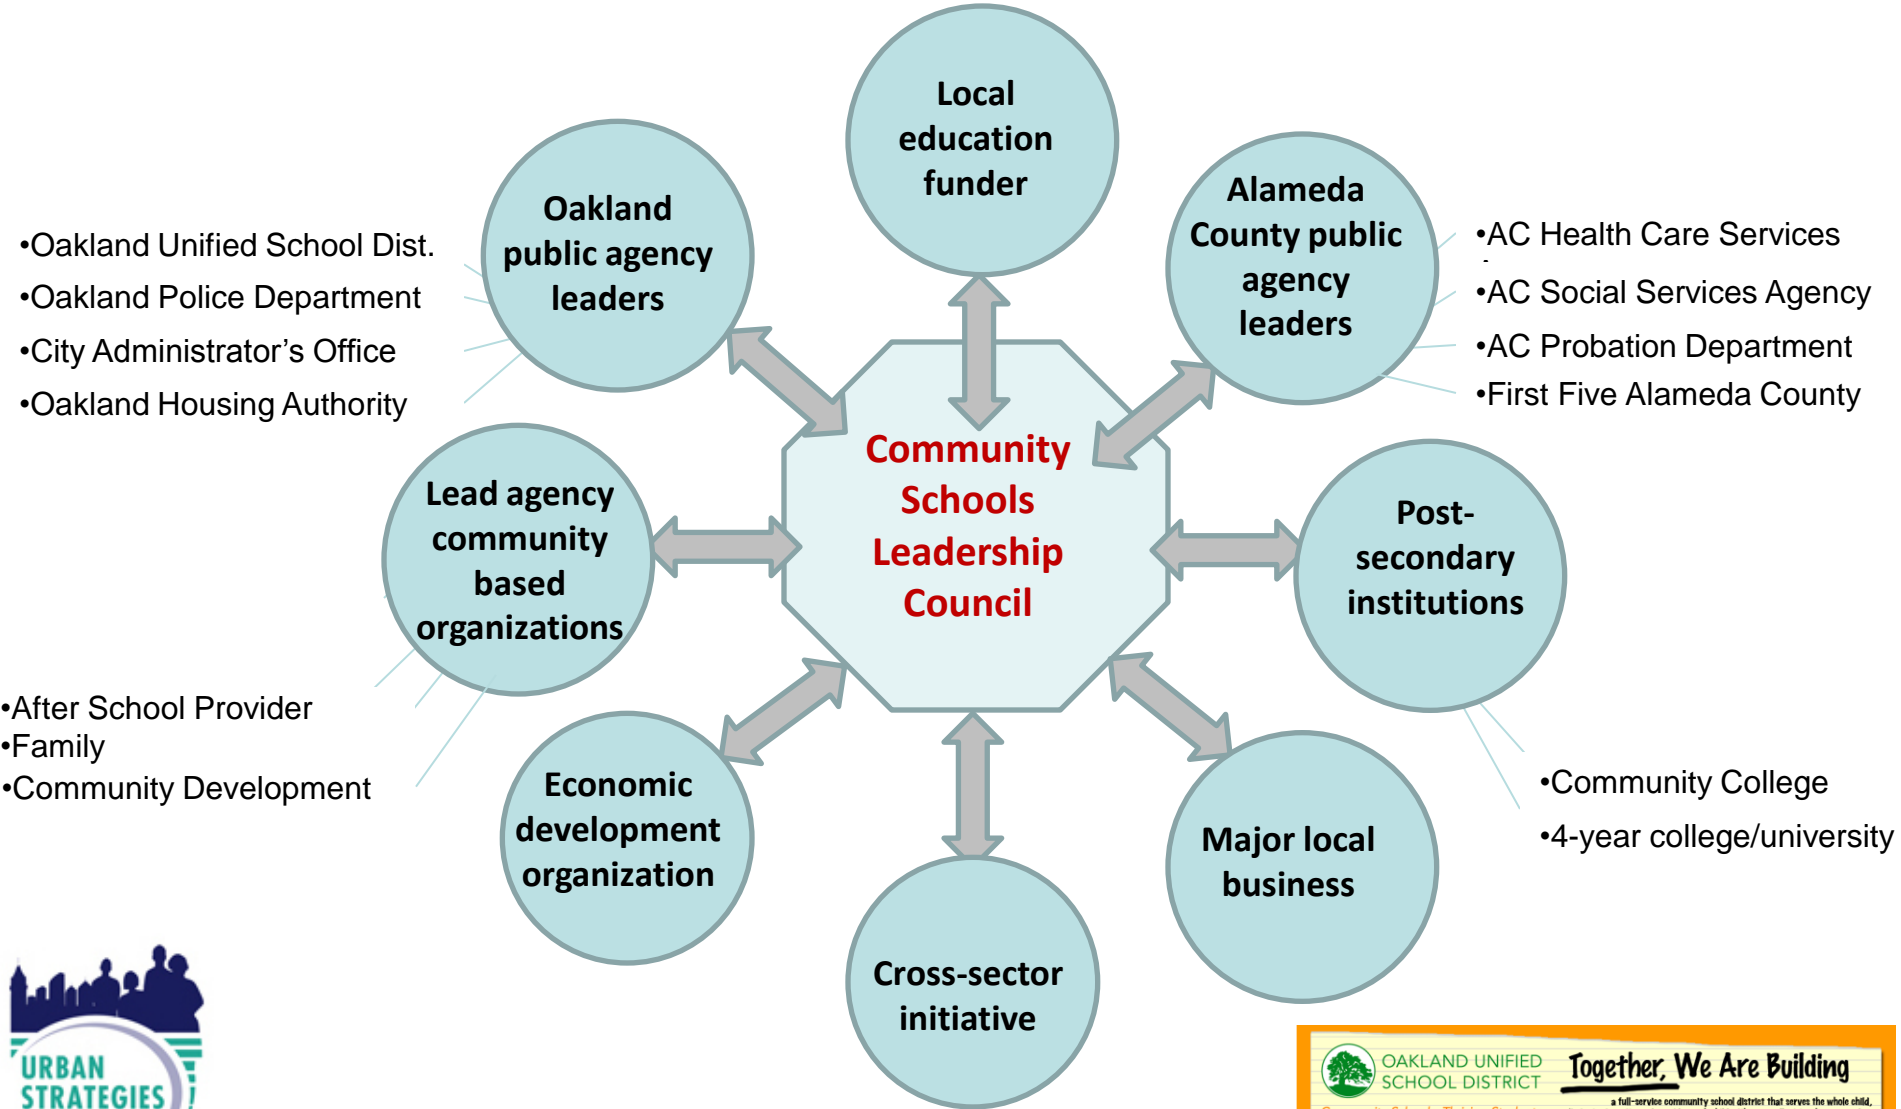 Local
education
funder
Oakland
public agency
leaders
Alameda
County public
agency
leaders
•Oakland Unified School Dist.
•Oakland Police Department
•City Administrator’s Office
•Oakland Housing Authority
•AC Health Care Services
•AC Social Services Agency
•AC Probation Department
•First Five Alameda County
Community
Schools
Leadership
Council
Lead agency
community
based
organizations
Post-
secondary
institutions
•After School Provider
•Family
•Community Development
•Community College
•4-year college/university
Economic
development
organization
Major local
business
Cross-sector
initiative
URBAN
STRATEGIES
OAKLAND UNIFIED
SCHOOL DISTRICT
Together, We Are Building
a full-service community school district that serves the whole child,